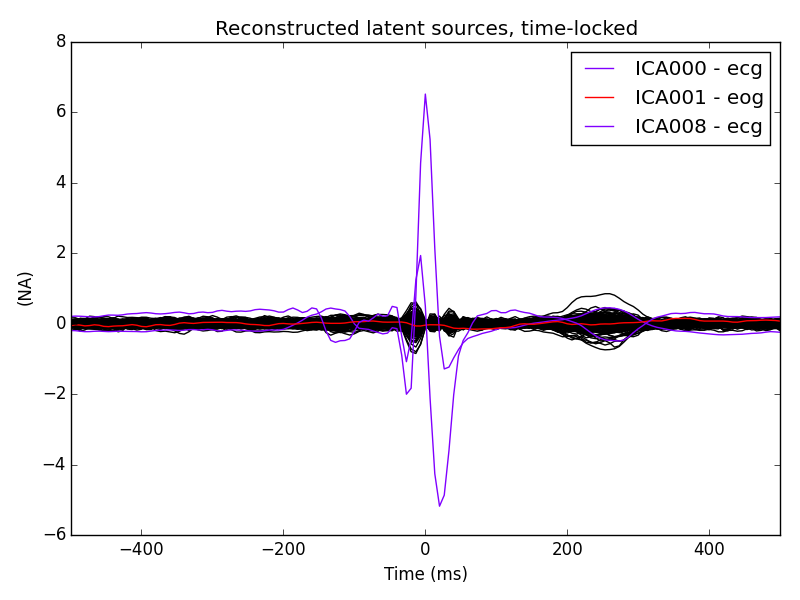 Reconstructed latent sources, time-locked
8
6
4
2
0
−2
−4
−6
(NA)
ICA000 - ecg
ICA001 - eog
ICA008 - ecg
−400
−200
0
200
400
Time (ms)